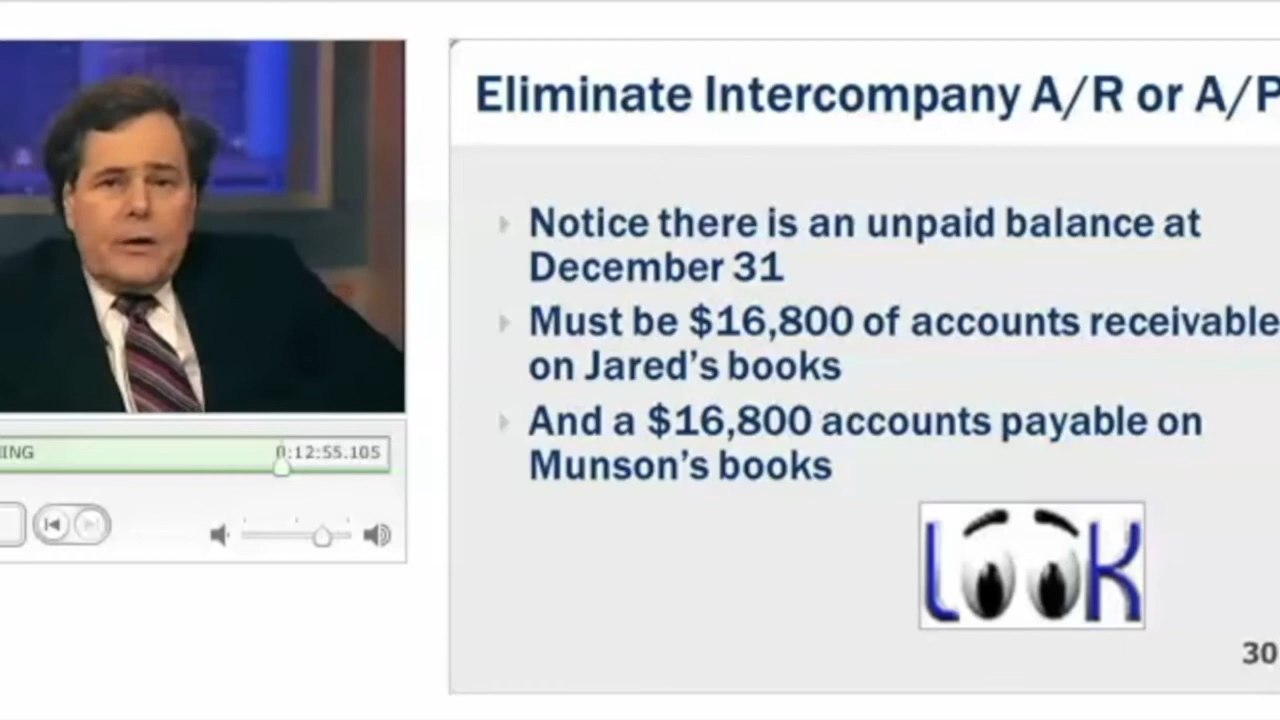 Eliminate Intercompany A/R or A/P
Notice there is an unpaid balance at
December 31
Must be $16,800 of accounts receivable
on Jared's books
And a $16,800 accounts payable on
Munson's books
ING
0:12:55.105
LOOK
30